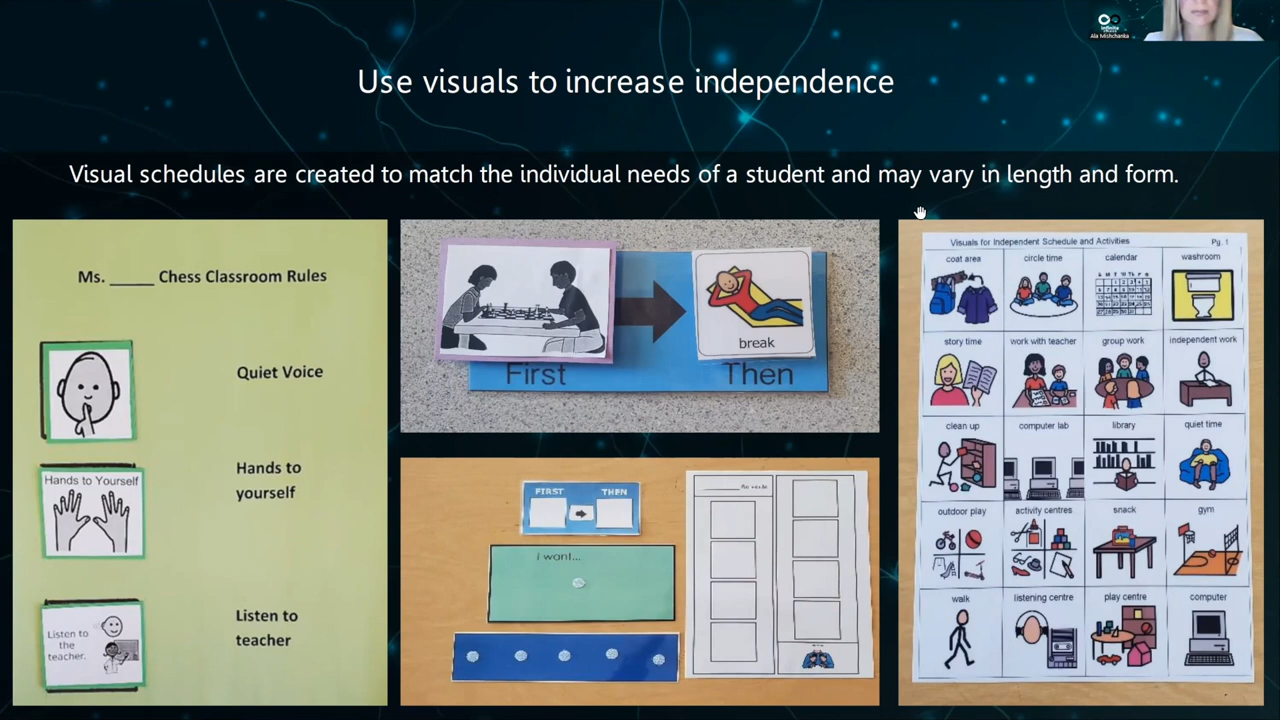 Infinite
Chess
Ala Mishchanka
Use visuals to increase independence
Visual schedules are created to match the individual needs of a student and may vary in length and form.
Ms. _____ Chess Classroom Rules
Quiet Voice
Hands to Yourself
Hands to
yourself
Listen to
the
teacher.
Listen to
teacher
break
First
Then
FIRST
THEN
I want...
Visuals for Independent Schedule and Activities
Pg. 1
coat area
circle time
calendar
washroom
story time
work with teacher
group work
independent work
clean up
computer lab
library
quiet time
outdoor play
activity centres
snack
gym
walk
listening centre
play centre
computer